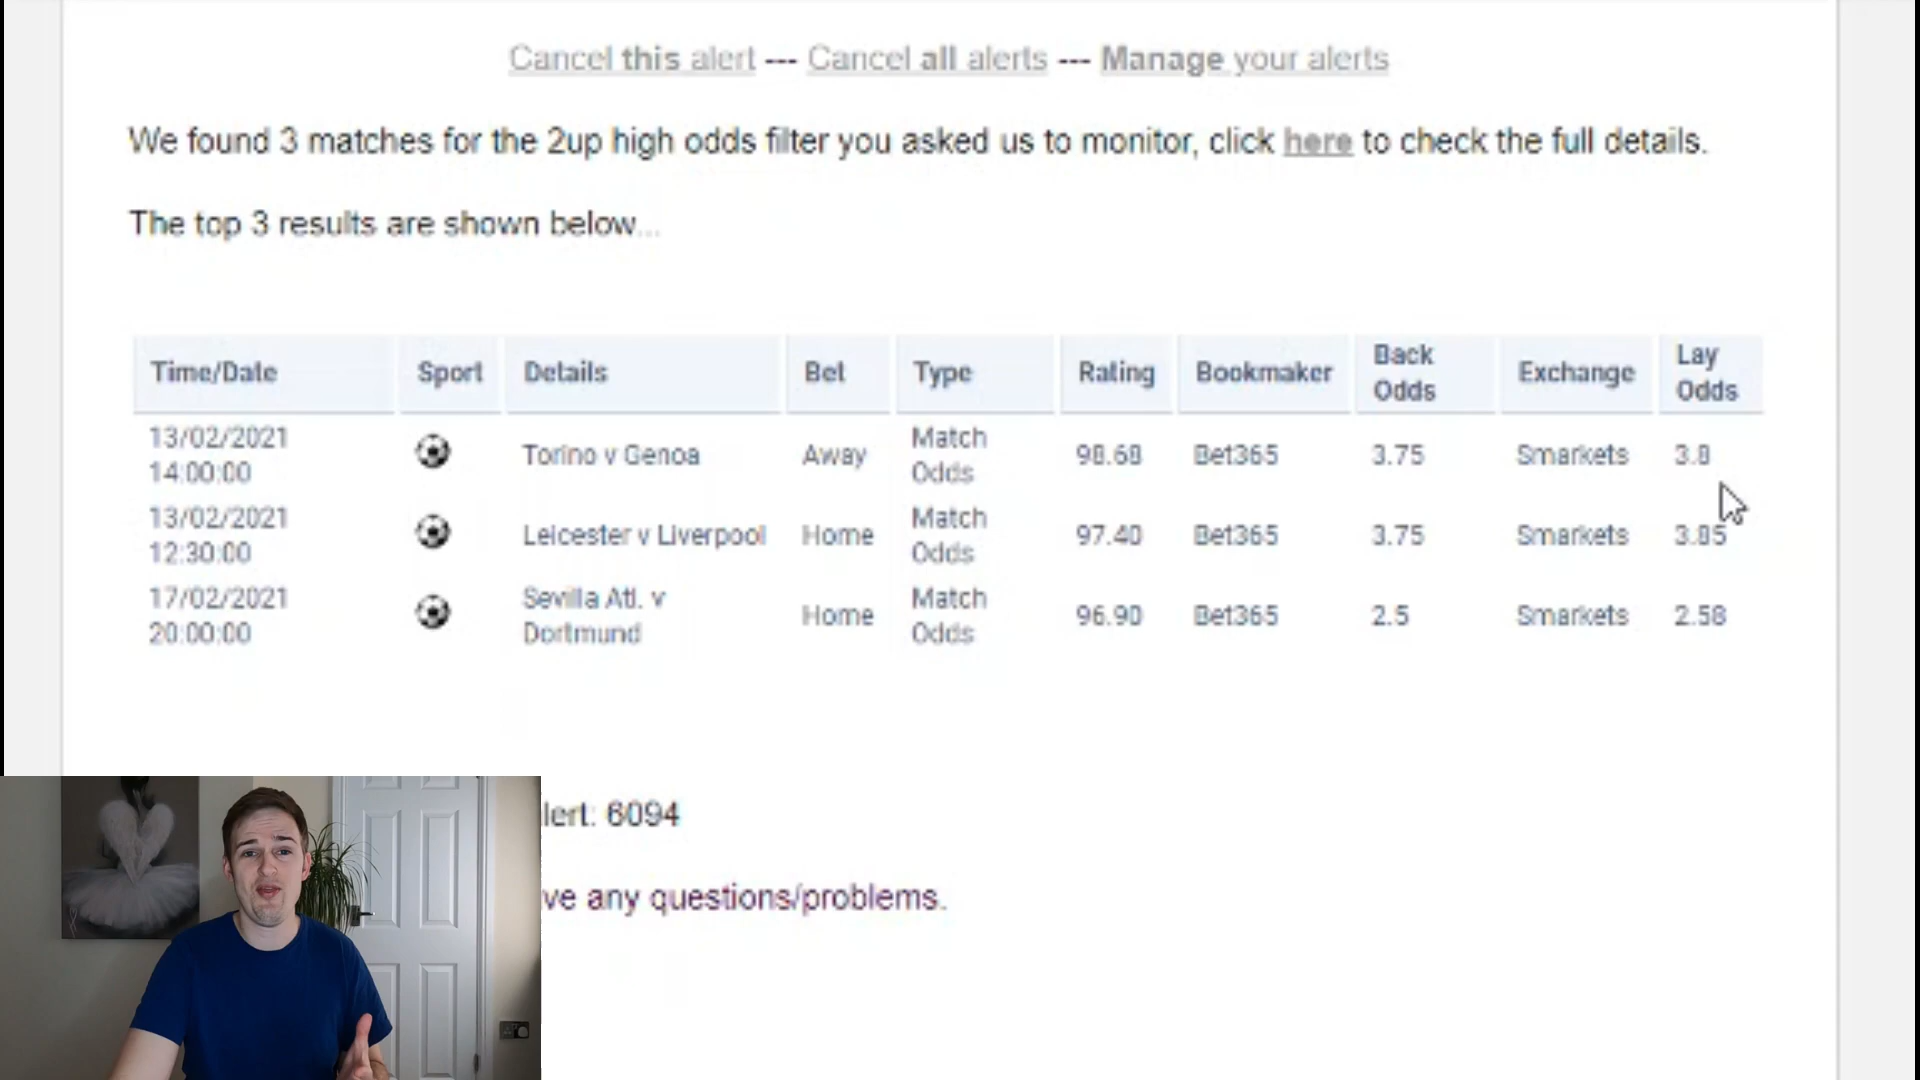 Cancel this alert --- Cancel all alerts --- Manage your alerts
We found 3 matches for the 2up high odds filter you asked us to monitor, click here to check the full details.
The top 3 results are shown below...
Time/Date Sport Details Bet Type Rating Bookmaker Back Odds Exchange Lay Odds
13/02/2021 14:00:00 Torino v Genoa Away Match Odds 98.68 Bet365 3.75 Smarkets 3.8
13/02/2021 12:30:00 Leicester v Liverpool Home Match Odds 97.40 Bet365 3.75 Smarkets 3.85
17/02/2021 20:00:00 Sevilla Atl. v Dortmund Home Match Odds 96.90 Bet365 2.5 Smarkets 2.58
lert: 6094
ve any questions/problems.